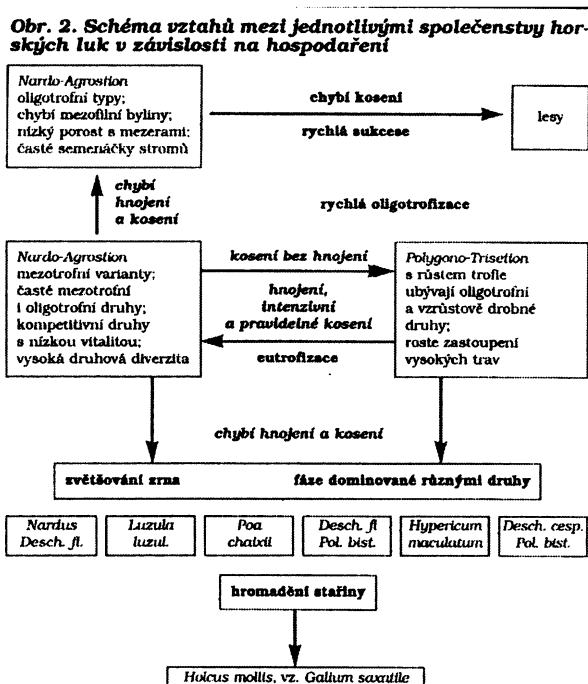 Obr. 2. Schéma vztahů mezi jednotlivými společenstvy hor-
ských luk v závislosti na hospodaření
Nardo-Agrostion
oligotrofní typy;
chybí mezofilní byliny;
nízký porost s mezerami;
časté semenáčky stromů
chybí kosení
rychlá sukcese
lesy
chybí
hnojení
a kosení
rychlá oligotrofizace
Nardo-Agrostion
mezotrofní varianty;
časté mezotrofní
i oligotrofní druhy;
kompetitivní druhy
s nízkou vitalitou;
vysoká druhová diverzita
kosení bez hnojení
hnojení,
intenzivní
a pravidelné kosení
eutrofizace
Polygono-Trisetion
s růstem trofie
ubývají oligotrofní
a vzrůstově drobné
druhy;
roste zastoupení
vysokých trav
chybí hnojení a kosení
zvětšování zrna fáze dominované různými druhy
Nardus
Desch. fl.
Luzula
luzul.
Poa
chaixii
Desch. fl
Pol. bist.
Hypericum
maculatum
Desch. cesp.
Pol. bist.
hromadění stařiny
Holcus mollis, vz. Galium saxatile